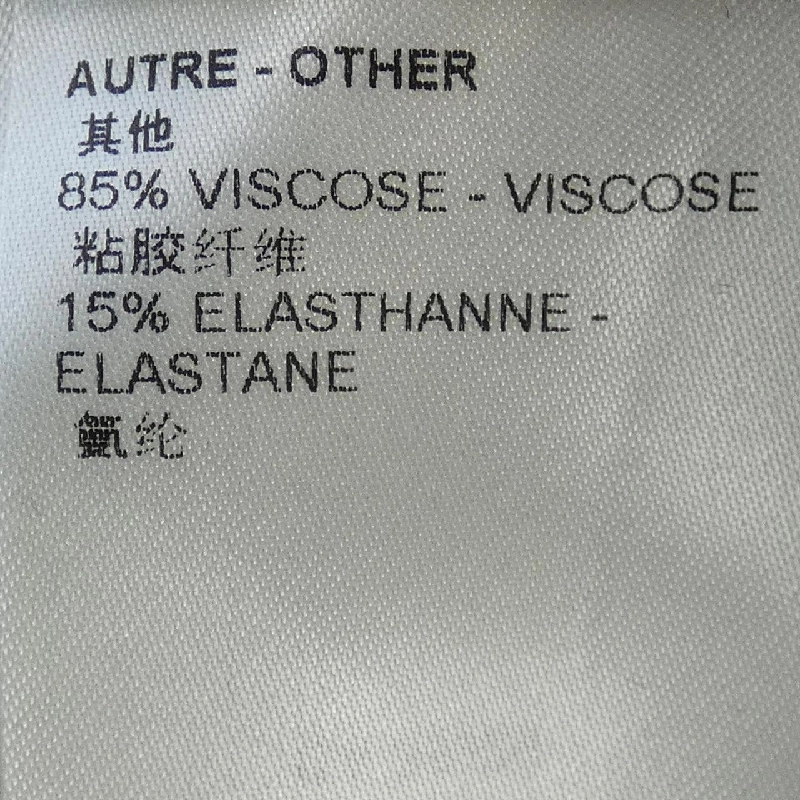 AUTRE - OTHER
其他
85% VISCOSE - VISCOSE
粘胶纤维
15% ELASTHANNE -
ELASTANE
氨纶